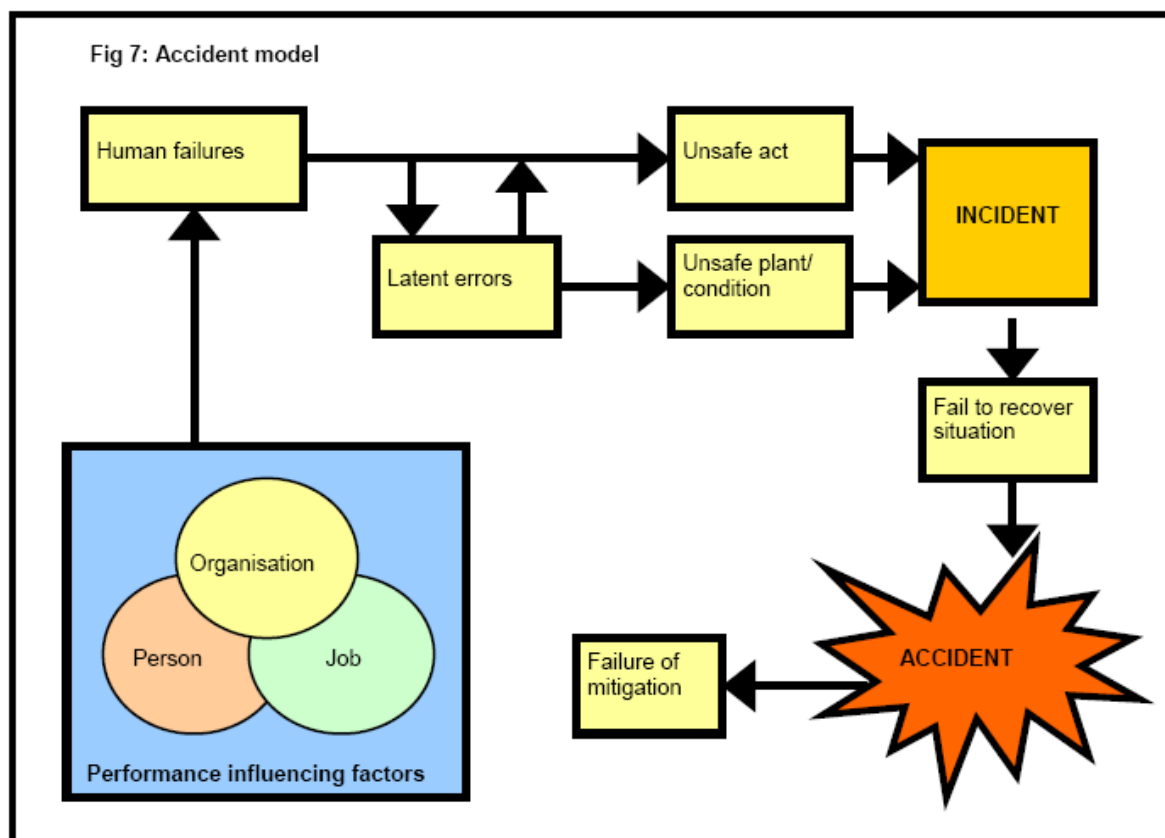 Fig 7: Accident model
Human failures
Unsafe act
INCIDENT
Latent errors
Unsafe plant/
condition
Fail to recover
situation
Organisation
Person
Job
Performance influencing factors
ACCIDENT
Failure of
mitigation